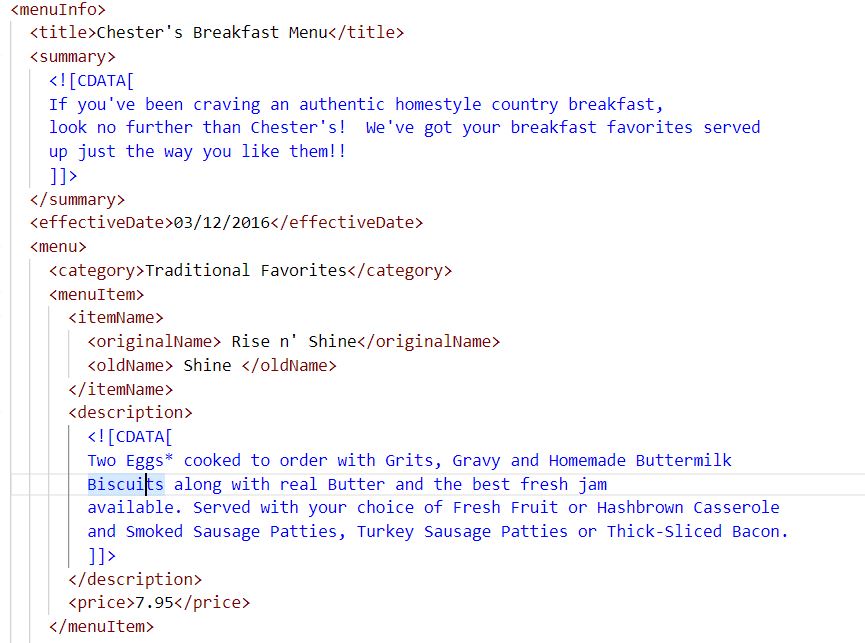 <menuInfo>
<title>Chester's Breakfast Menu</title>
<summary>
<![CDATA[
If you've been craving an authentic homestyle country breakfast,
look no further than Chester's!  We've got your breakfast favorites served
up just the way you like them!!
]]>
</summary>
<effectiveDate>03/12/2016</effectiveDate>
<menu>
<category>Traditional Favorites</category>
<menuItem>
<itemName>
<originalName> Rise n' Shine</originalName>
<oldName> Shine </oldName>
</itemName>
<description>
<![CDATA[
Two Eggs* cooked to order with Grits, Gravy and Homemade Buttermilk
Biscuits along with real Butter and the best fresh jam
available. Served with your choice of Fresh Fruit or Hashbrown Casserole
and Smoked Sausage Patties, Turkey Sausage Patties or Thick-Sliced Bacon.
]]>
</description>
<price>7.95</price>
</menuItem>